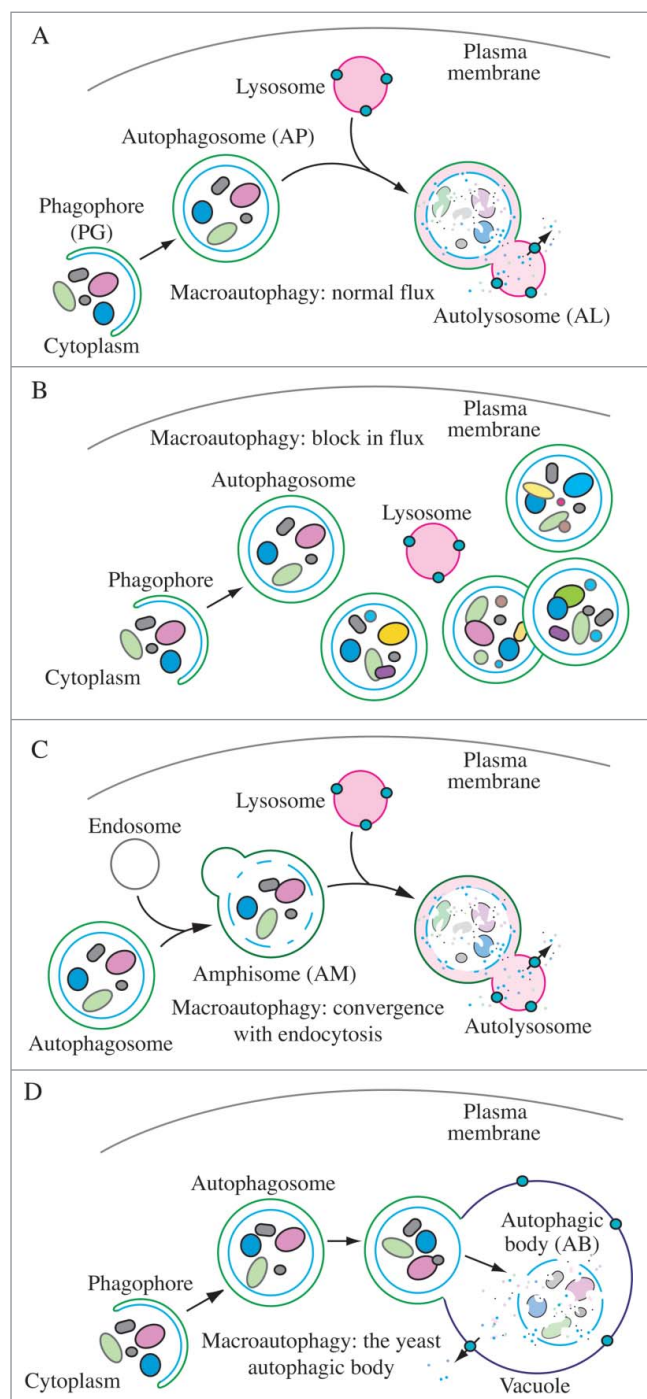 A
Plasma
membrane
Lysosome
Autophagosome (AP)
Phagophore
(PG)
Macroautophagy: normal flux
Autolysosome (AL)
Cytoplasm
B
Plasma
membrane
Macroautophagy: block in flux
Autophagosome
Lysosome
Phagophore
Cytoplasm
C
Plasma
membrane
Lysosome
Endosome
Amphisome (AM)
Macroautophagy: convergence
with endocytosis
Autolysosome
Autophagosome
D
Plasma
membrane
Autophagosome
Autophagic
body (AB)
Phagophore
Macroautophagy: the yeast
autophagic body
Cytoplasm
Vacuole